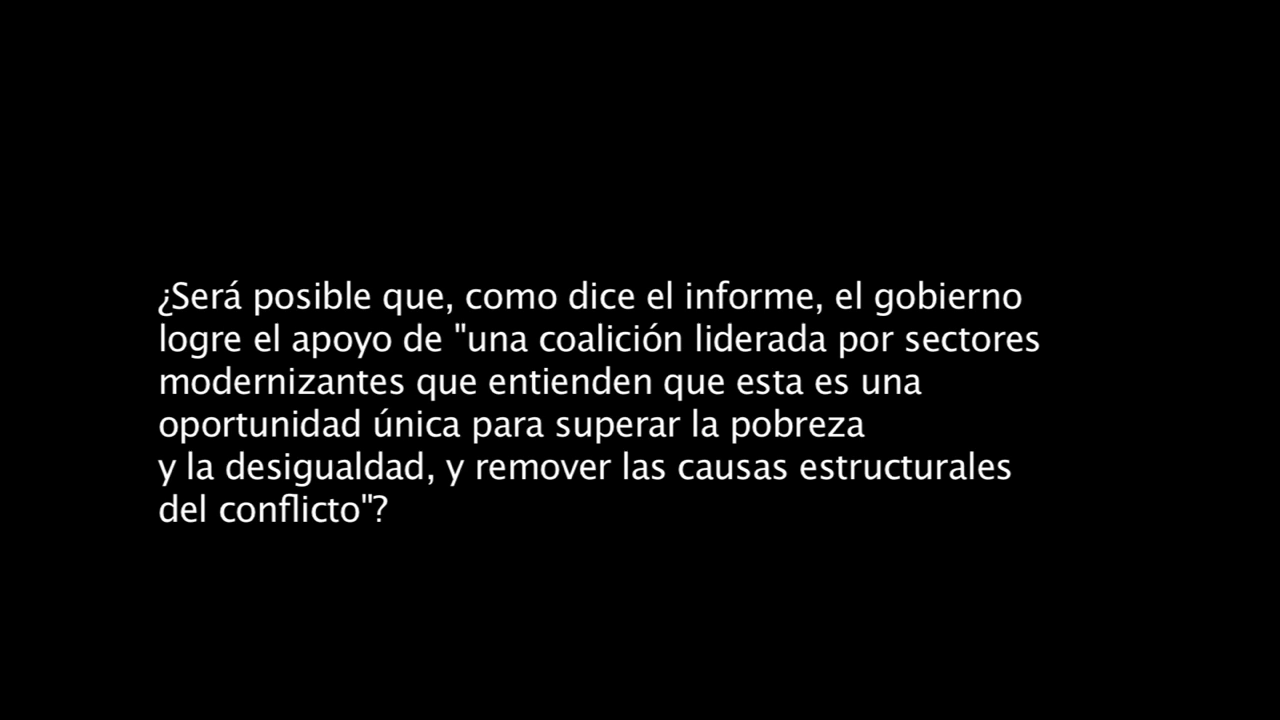 ¿Será posible que, como dice el informe, el gobierno
logre el apoyo de "una coalición liderada por sectores
modernizantes que entienden que esta es una
oportunidad única para superar la pobreza
y la desigualdad, y remover las causas estructurales
del conflicto"?